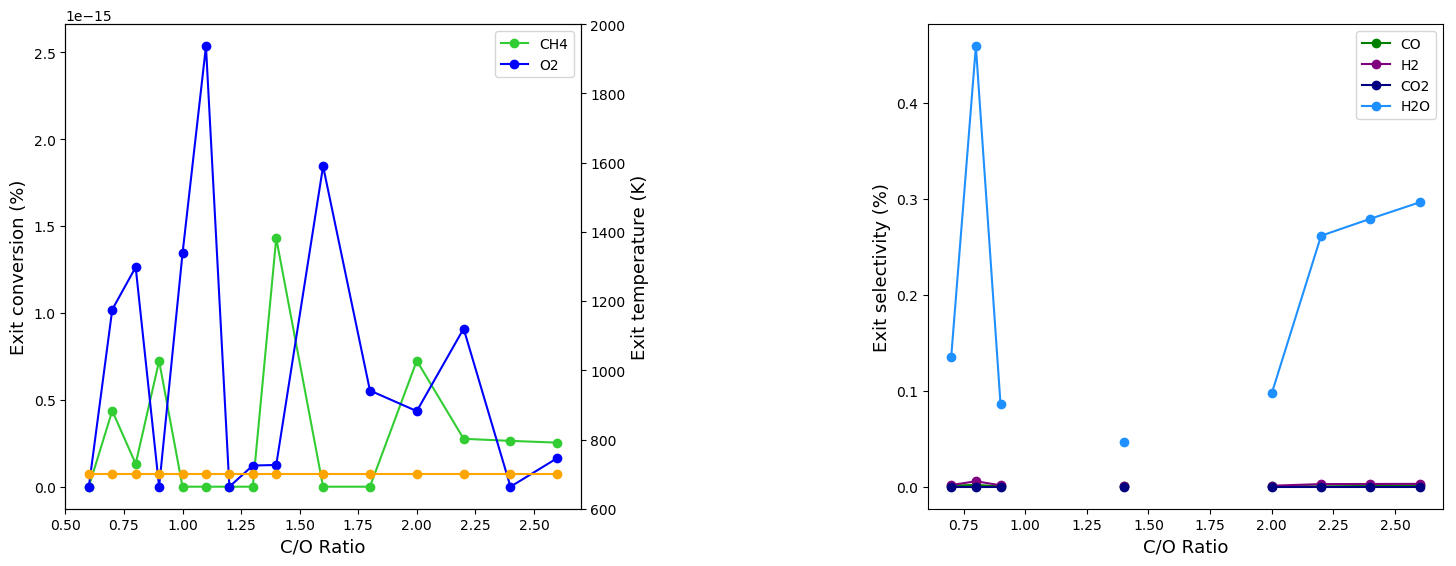 1e−15
CH4
O2
Exit conversion (%)
2.5
2.0
1.5
1.0
0.5
0.0
0.50 0.75 1.00 1.25 1.50 1.75 2.00 2.25 2.50
C/O Ratio
2000
1800
1600
1400
1200
1000
800
600
Exit temperature (K)
CO
H2
CO2
H2O
Exit selectivity (%)
0.4
0.3
0.2
0.1
0.0
0.75 1.00 1.25 1.50 1.75 2.00 2.25 2.50
C/O Ratio